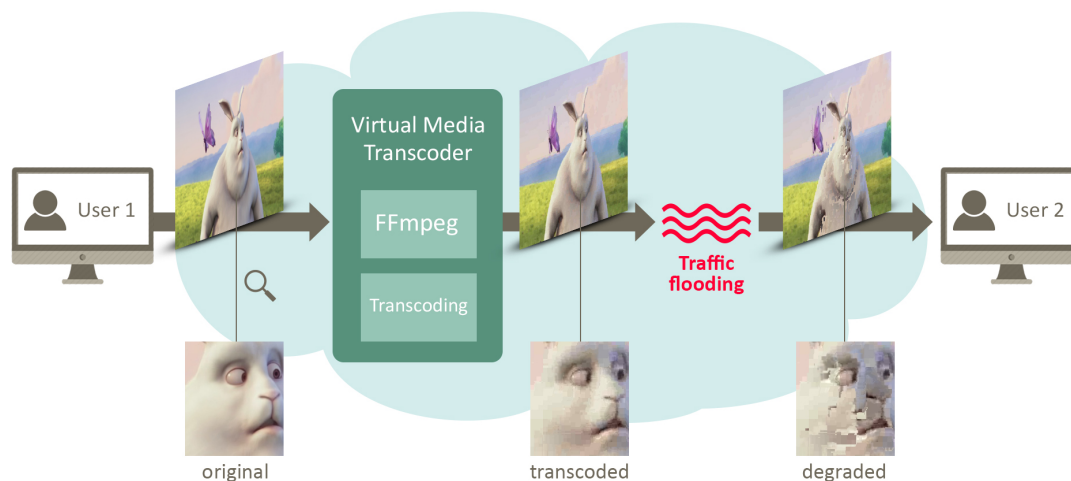 User 1
Virtual Media
Transcoder
FFmpeg
Transcoding
Traffic
flooding
User 2
original
transcoded
degraded